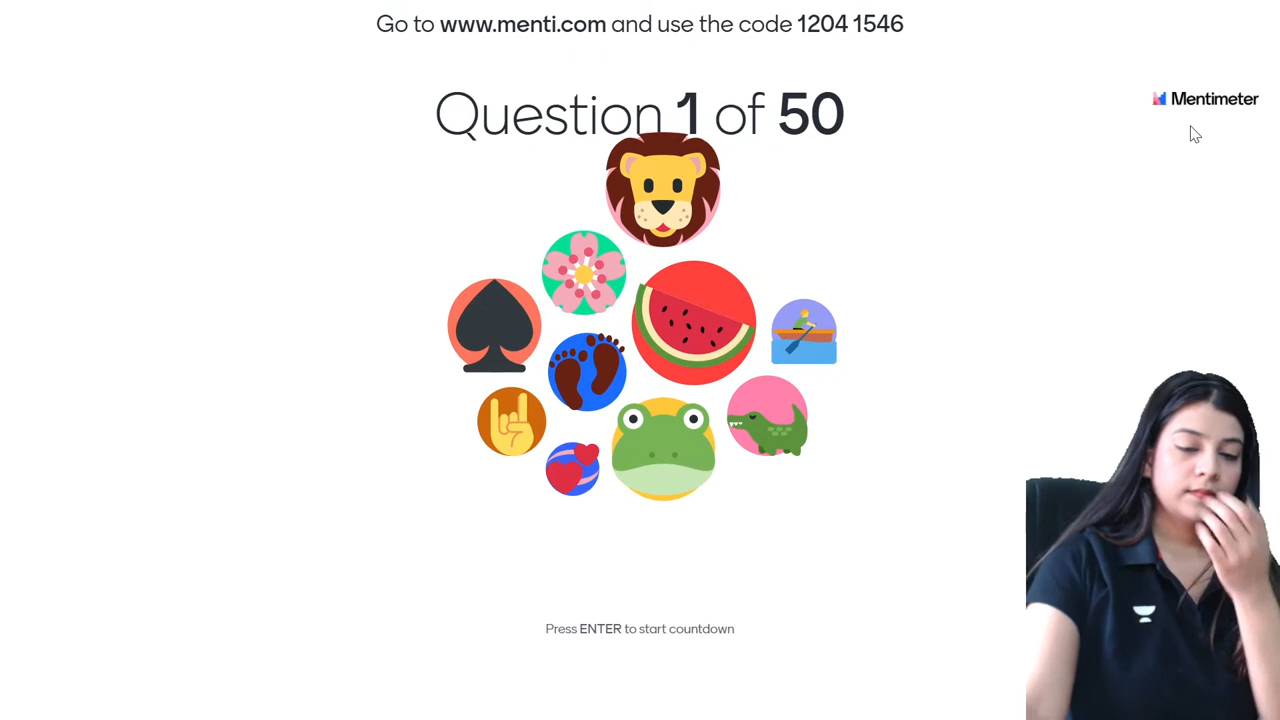 Go to www.menti.com and use the code 1204 1546
Mentimeter
Question 1 of 50
Press ENTER to start countdown